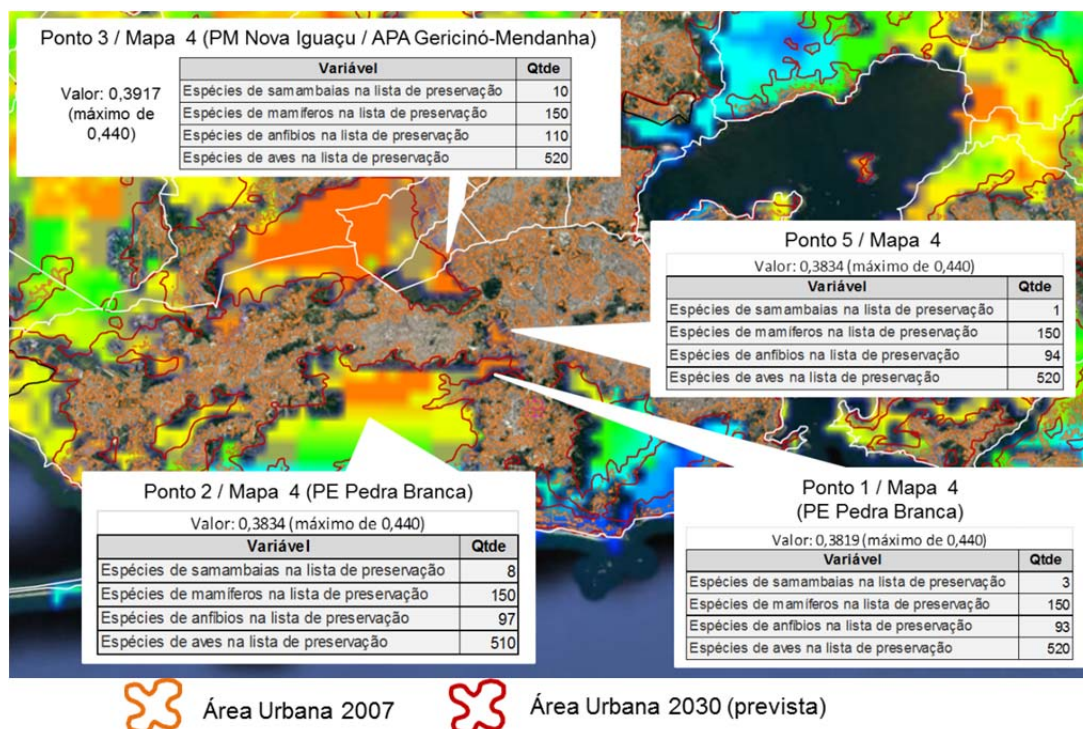 Ponto 3 / Mapa 4 (PM Nova Iguaçu / APA Gericinó-Mendanha)
Valor: 0,3917
(máximo de
0,440)
Variável Qtde
Espécies de samambaias na lista de preservação 10
Espécies de mamíferos na lista de preservação 150
Espécies de anfíbios na lista de preservação 110
Espécies de aves na lista de preservação 520
Ponto 5 / Mapa 4
Valor: 0,3834 (máximo de 0,440)
Variável Qtde
Espécies de samambaias na lista de preservação 1
Espécies de mamíferos na lista de preservação 150
Espécies de anfíbios na lista de preservação 94
Espécies de aves na lista de preservação 520
Ponto 2 / Mapa 4 (PE Pedra Branca)
Valor: 0,3834 (máximo de 0,440)
Variável Qtde
Espécies de samambaias na lista de preservação 8
Espécies de mamíferos na lista de preservação 150
Espécies de anfíbios na lista de preservação 97
Espécies de aves na lista de preservação 510
Ponto 1 / Mapa 4
(PE Pedra Branca)
Valor: 0,3819 (máximo de 0,440)
Variável Qtde
Espécies de samambaias na lista de preservação 3
Espécies de mamíferos na lista de preservação 150
Espécies de anfíbios na lista de preservação 93
Espécies de aves na lista de preservação 520
Área Urbana 2007
Área Urbana 2030 (prevista)